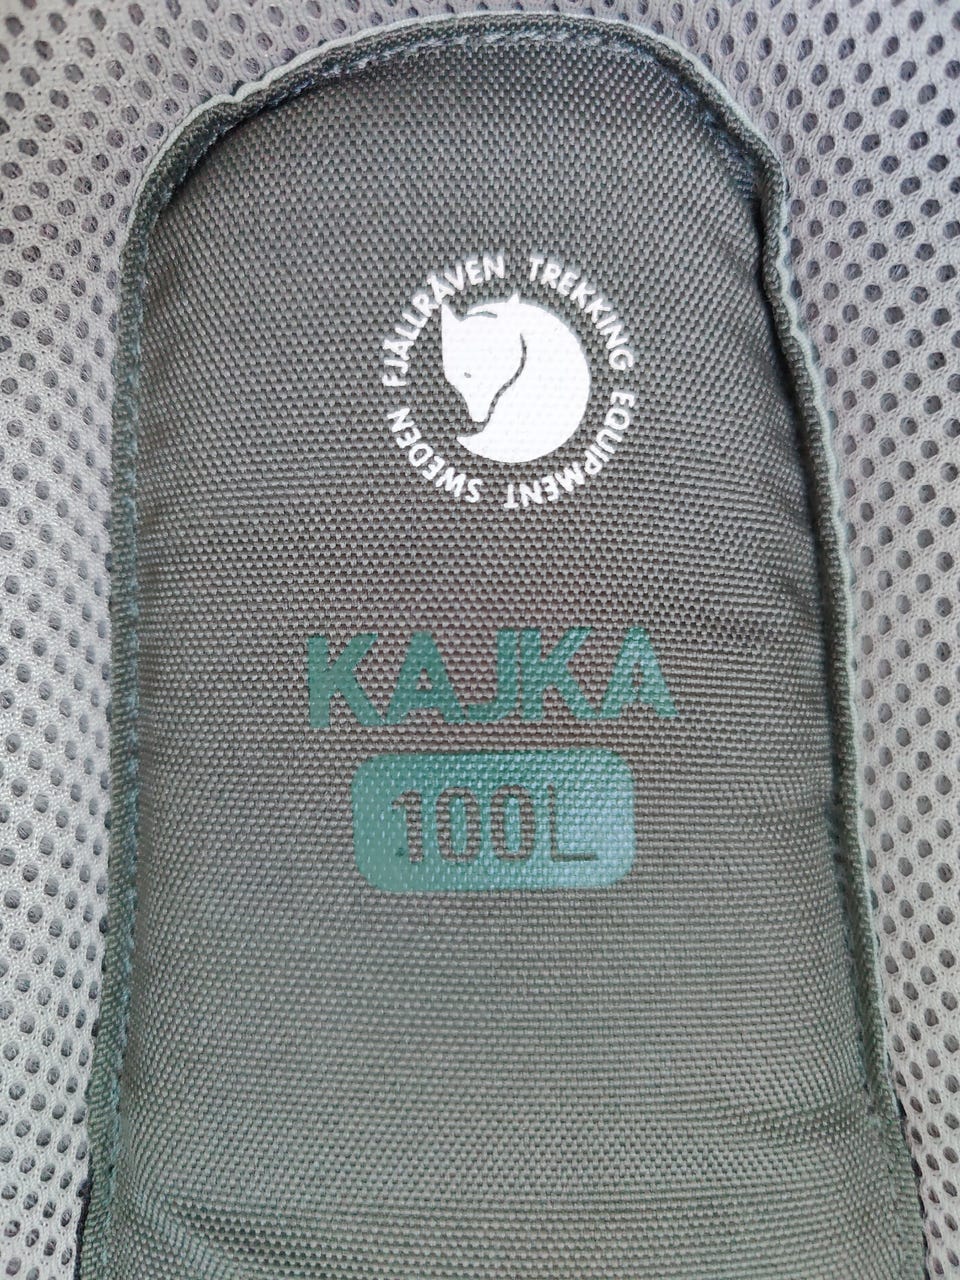 FJÄLLRÄVEN TREKKING EQUIPMENT SWEDEN
KAJKA
100L